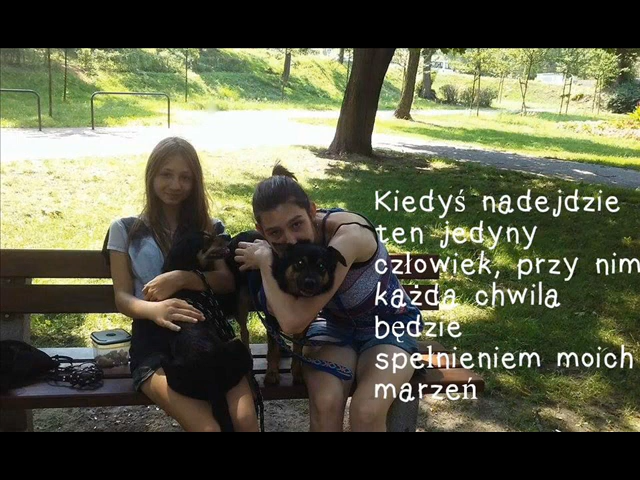 Kiedyś nadejdzie
ten jedyny
człowiek, przy nim
każda chwila
będzie
spełnieniem moich
marzeń